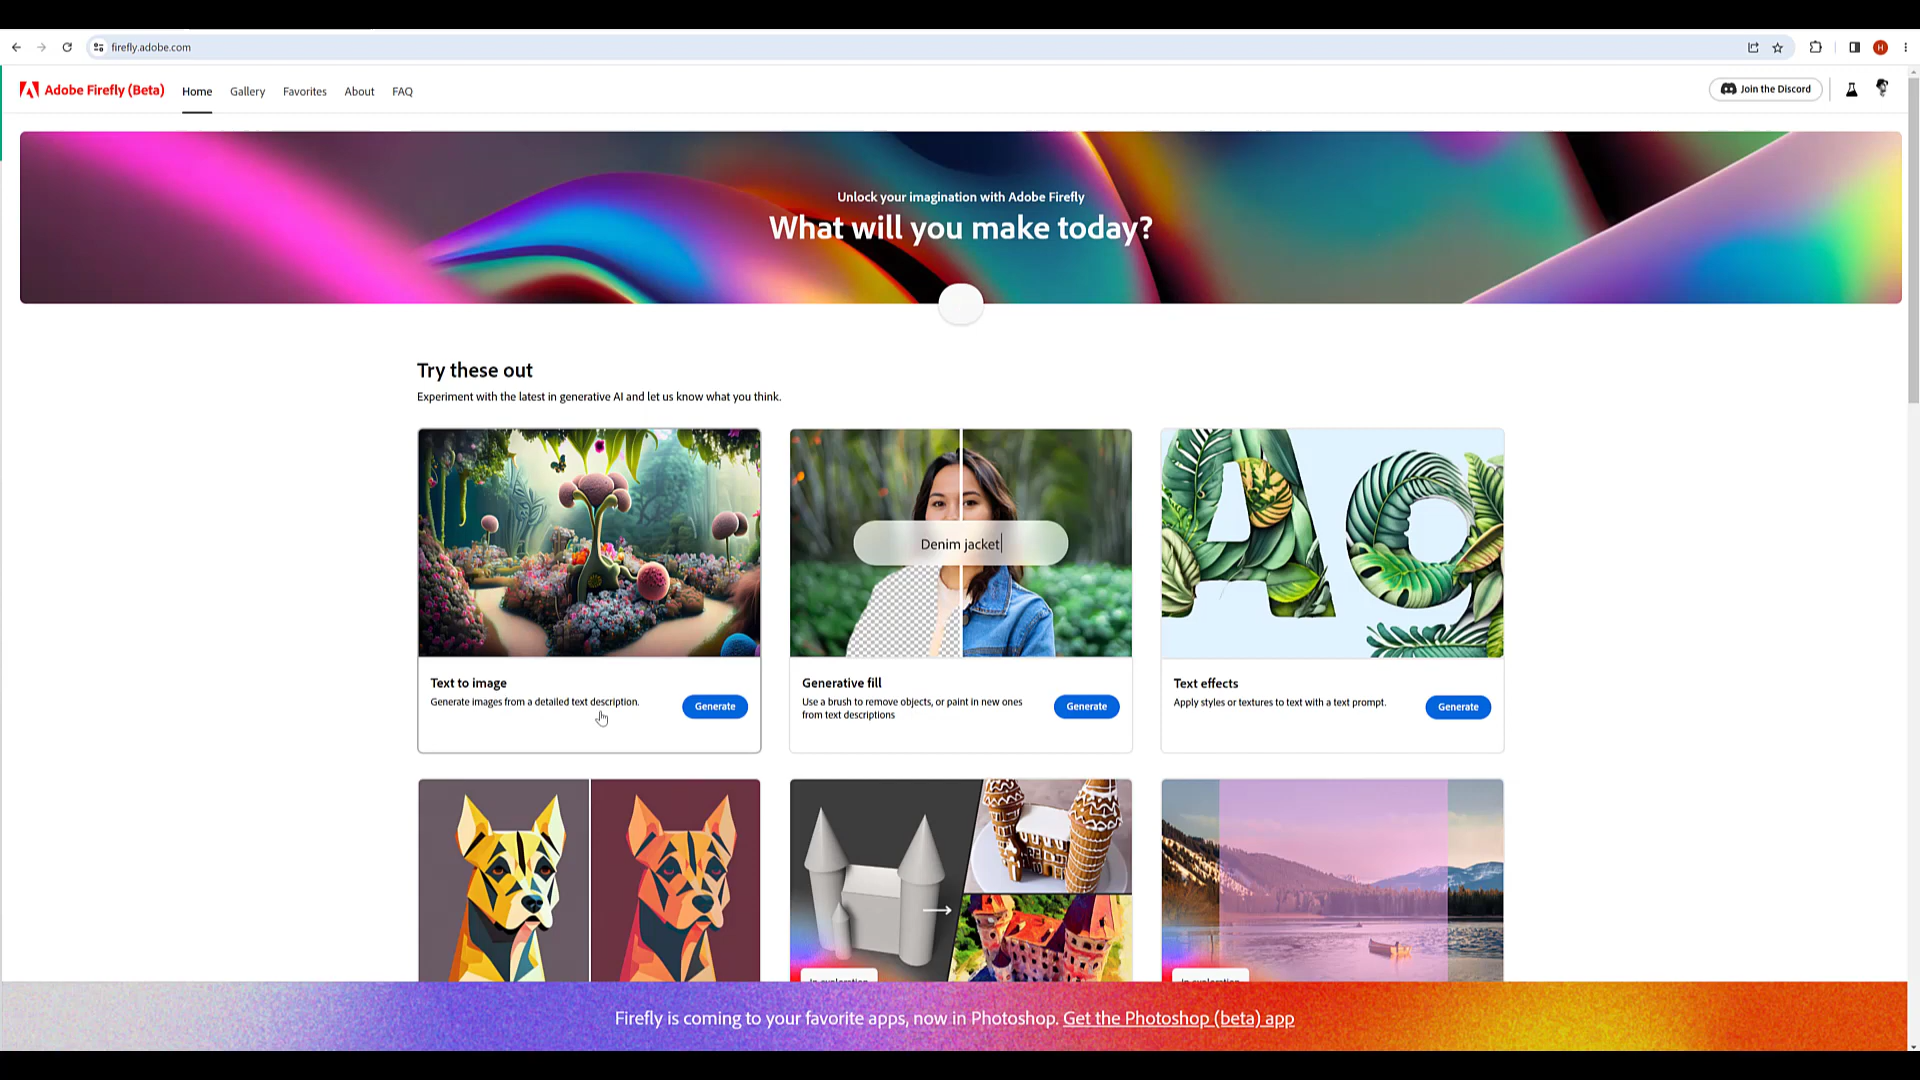 firefly.adobe.com
H
Adobe Firefly (Beta)
Home
Gallery
Favorites
About
FAQ
Join the Discord
Unlock your imagination with Adobe Firefly
What will you make today?
Try these out
Experiment with the latest in generative AI and let us know what you think.
Denim jacket
Ag
Text to image
Generate images from a detailed text description.
Generate
Generative fill
Use a brush to remove objects, or paint in new ones
from text descriptions
Generate
Text effects
Apply styles or textures to text with a text prompt.
Generate
In exploration
In exploration
Firefly is coming to your favorite apps, now in Photoshop. Get the Photoshop (beta) app